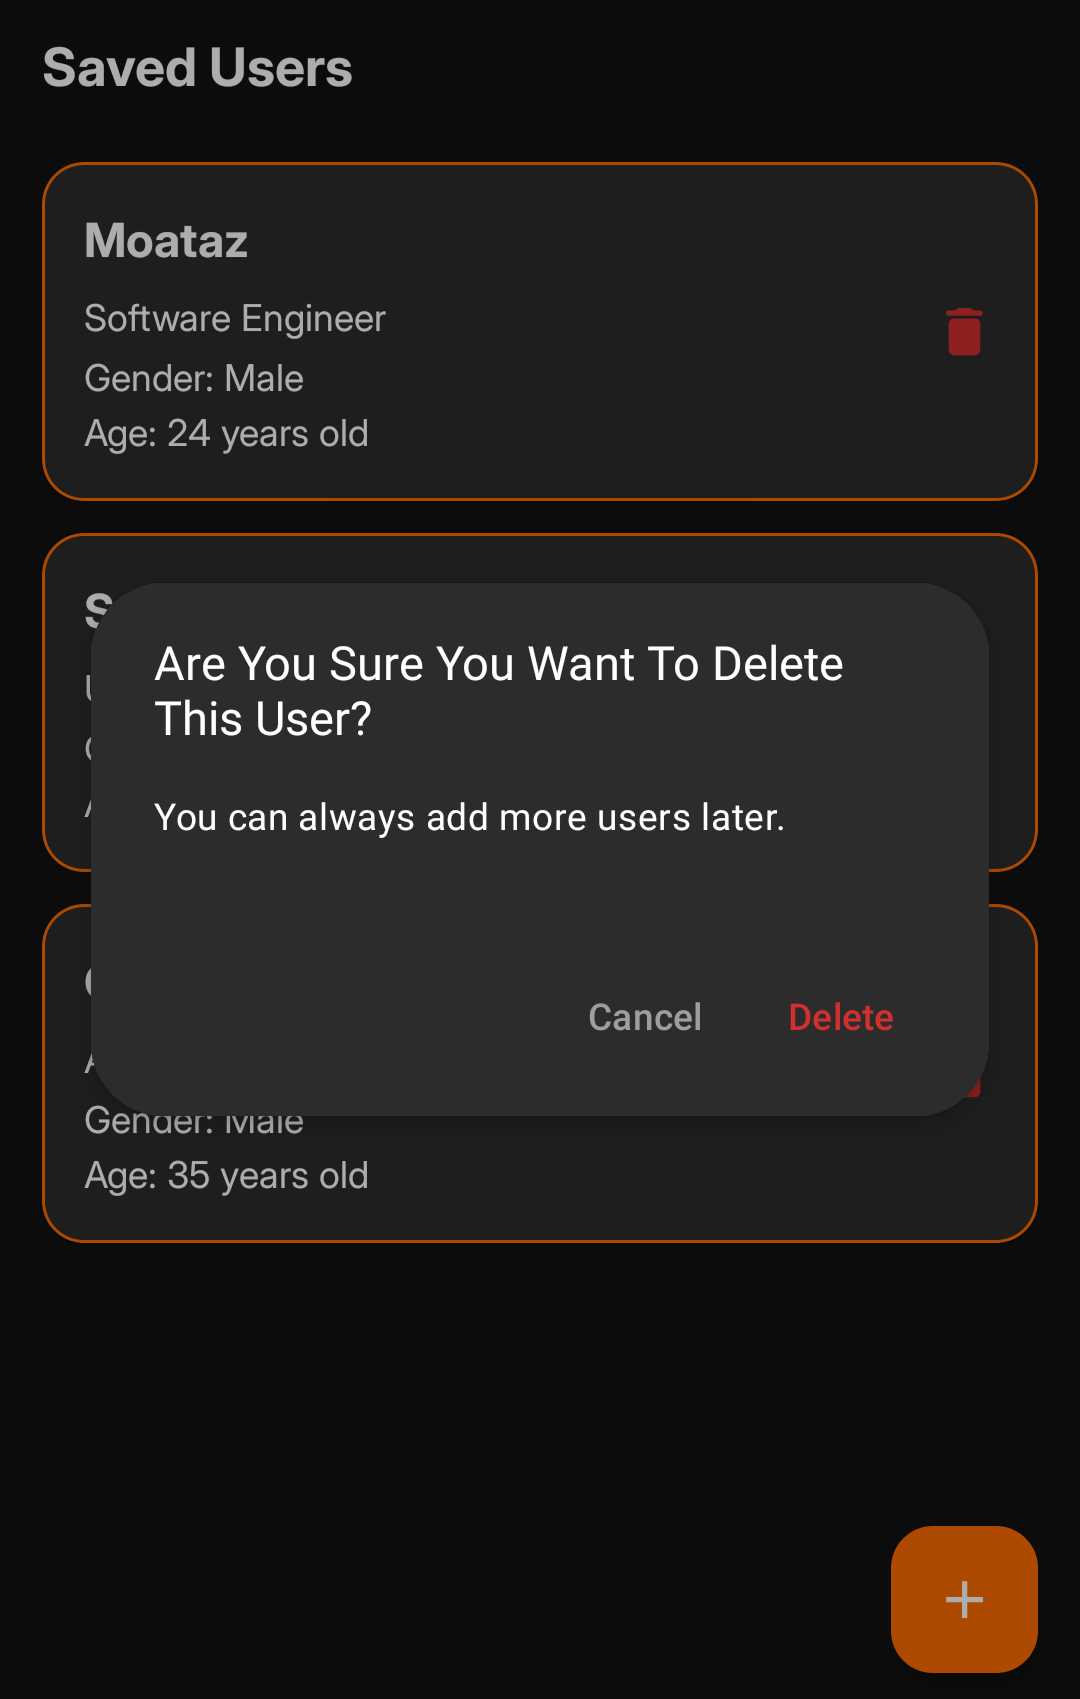 Saved Users
Moataz
Software Engineer
Gender: Male
Age: 24 years old
Are You Sure You Want To Delete
This User?
You can always add more users later.
Cancel
Delete
Gender: Male
Age: 35 years old